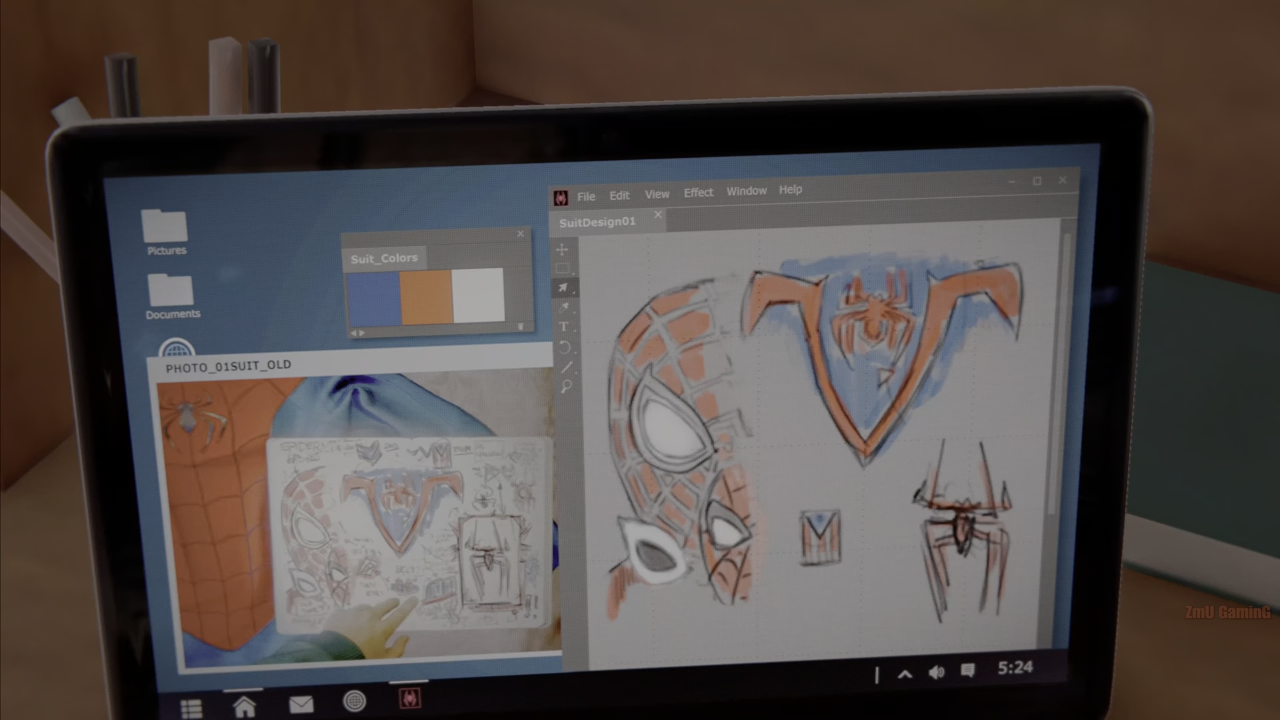 File Edit View Effect Window Help
SuitDesign01
Pictures
Suit_Colors
Documents
PHOTO_01SUIT_OLD
T
5:24
ZmU GaminG